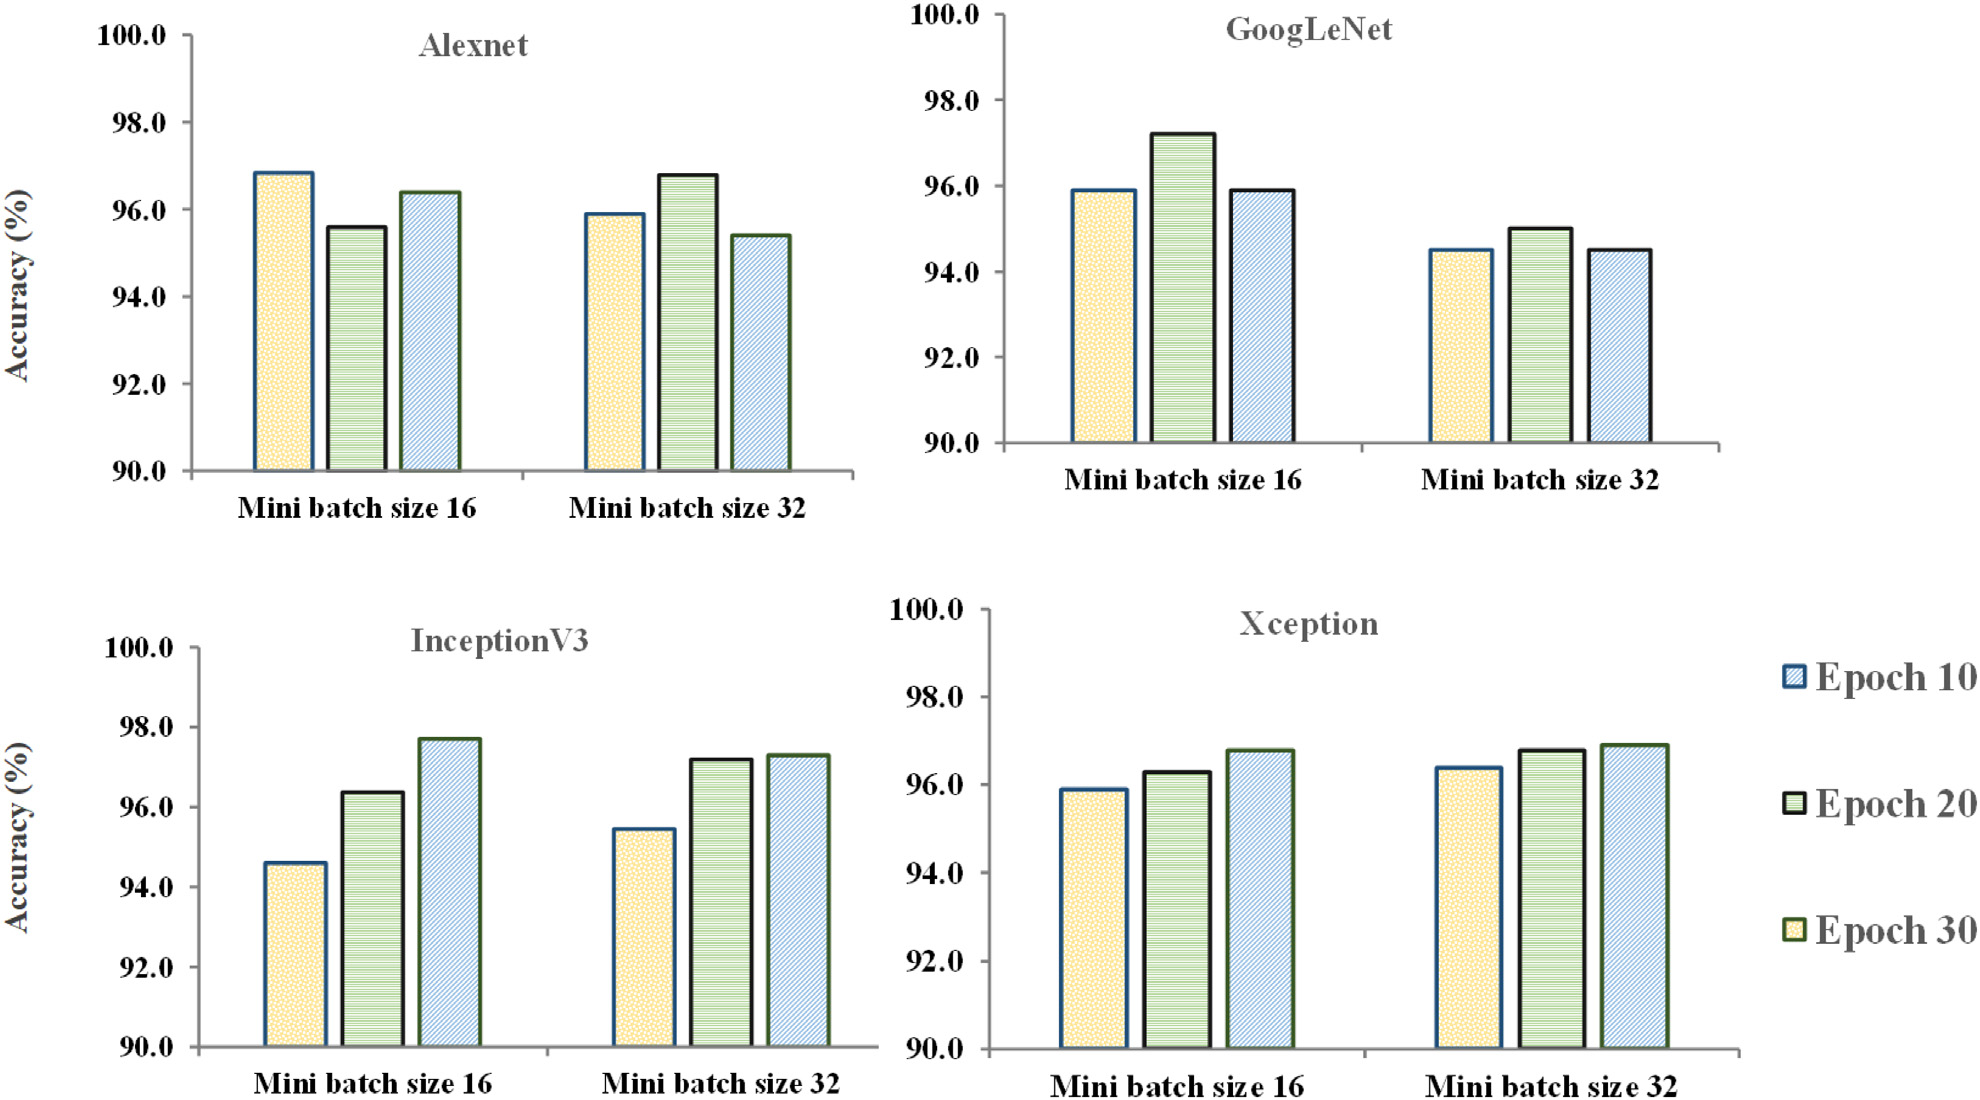 Alexnet
100.0
98.0
96.0
94.0
92.0
90.0
Accuracy (%)
Mini batch size 16
Mini batch size 32
GoogLeNet
100.0
98.0
96.0
94.0
92.0
90.0
Mini batch size 16
Mini batch size 32
InceptionV3
100.0
98.0
96.0
94.0
92.0
90.0
Accuracy (%)
Mini batch size 16
Mini batch size 32
Xception
100.0
98.0
96.0
94.0
92.0
90.0
Mini batch size 16
Mini batch size 32
Epoch 10
Epoch 20
Epoch 30